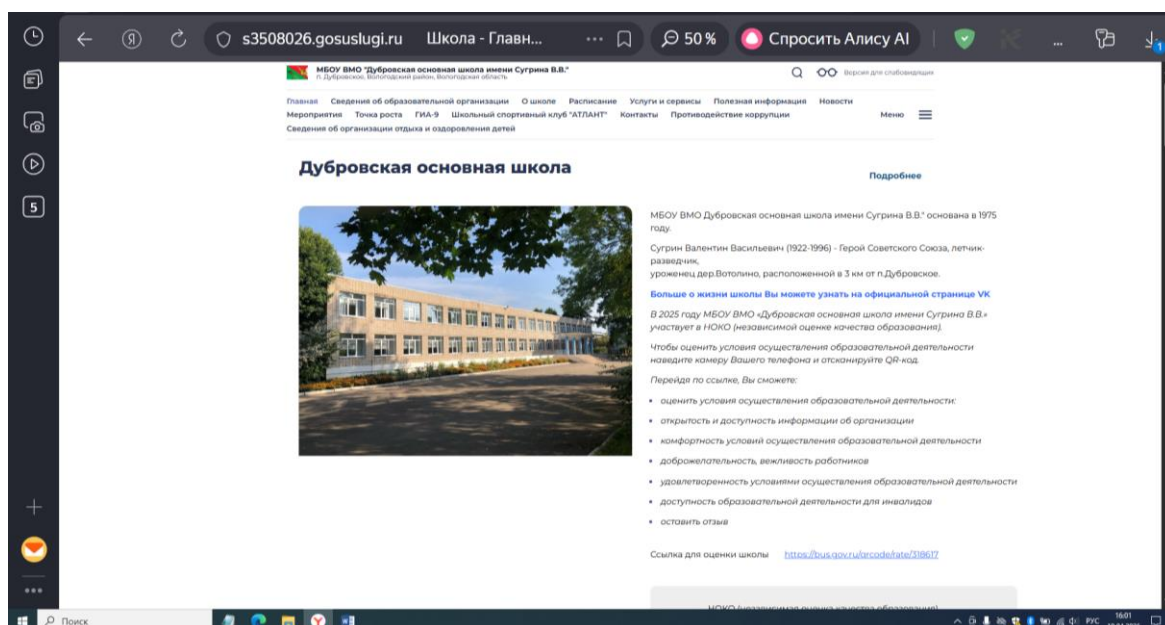 s3508026.gosuslugi.ru Школа - Главн... ... 50 % Спросить Алису AI ...
1
МБОУ ВМО "Дубровская основная школа имени Сугрина В.В."
п. Дубровское, Вологодский район, Вологодская область
Версия для слабовидящих
Главная Сведения об образовательной организации О школе Расписание Услуги и сервисы Полезная информация Новости
Мероприятия Точка роста ГИА-9 Школьный спортивный клуб "АТЛАНТ" Контакты Противодействие коррупции Меню
Сведения об организации отдыха и оздоровления детей
5
Дубровская основная школа
Подробнее
МБОУ ВМО Дубровская основная школа имени Сугрина В.В." основана в 1975
году.
Сугрин Валентин Васильевич (1922-1996) - Герой Советского Союза, летчик-
разведчик,
уроженец дер.Вотолино, расположенной в 3 км от п.Дубровское.
Больше о жизни школы Вы можете узнать на официальной странице VK
В 2025 году МБОУ ВМО «Дубровская основная школа имени Сугрина В.В.»
участвует в НОКО (независимой оценке качества образования).
Чтобы оценить условия осуществления образовательной деятельности
наведите камеру Вашего телефона и отсканируйте QR-код.
Перейдя по ссылке, Вы сможете:
• оценить условия осуществления образовательной деятельности:
• открытость и доступность информации об организации
• комфортность условий осуществления образовательной деятельности
• доброжелательность, вежливость работников
• удовлетворенность условиями осуществления образовательной деятельности
• доступность образовательной деятельности для инвалидов
• оставить отзыв
Ссылка для оценки школы https://bus.gov.ru/qrcode/rate/318617
НОКО (независимая оценка качества образования)
Поиск
РУС
16:01